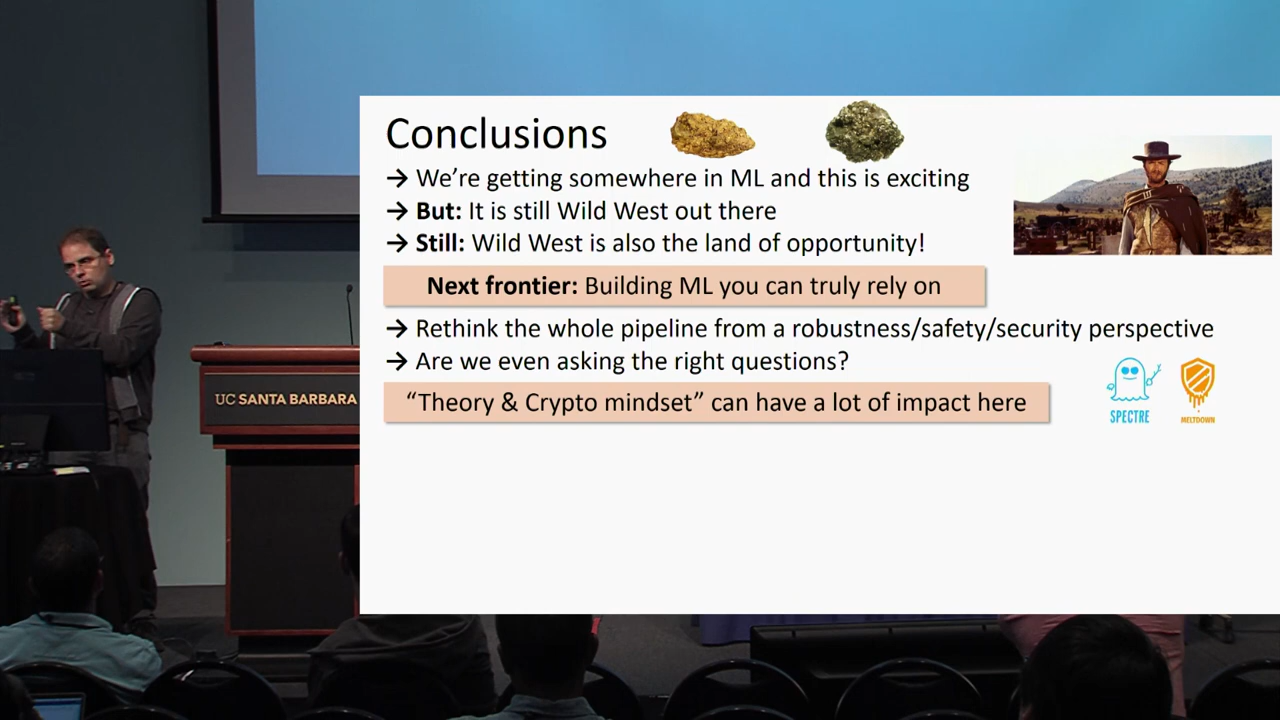 Conclusions
→ We're getting somewhere in ML and this is exciting
→ But: It is still Wild West out there
→ Still: Wild West is also the land of opportunity!
Next frontier: Building ML you can truly rely on
→ Rethink the whole pipeline from a robustness/safety/security perspective
→ Are we even asking the right questions?
“Theory & Crypto mindset” can have a lot of impact here
SPECTRE
MELTDOWN
UC SANTA BARBARA